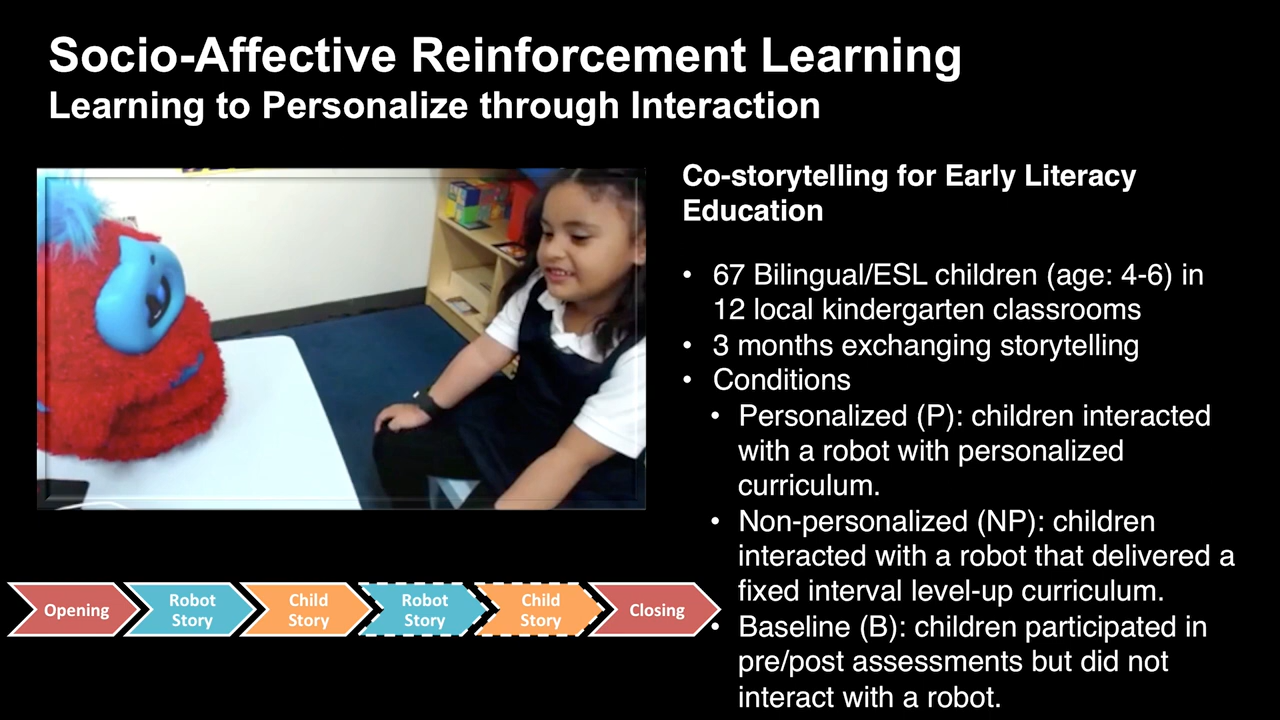 Socio-Affective Reinforcement Learning
Learning to Personalize through Interaction
Co-storytelling for Early Literacy
Education
• 67 Bilingual/ESL children (age: 4-6) in
12 local kindergarten classrooms
• 3 months exchanging storytelling
• Conditions
• Personalized (P): children interacted
with a robot with personalized
curriculum.
• Non-personalized (NP): children
interacted with a robot that delivered a
fixed interval level-up curriculum.
• Baseline (B): children participated in
pre/post assessments but did not
interact with a robot.
Opening
Robot
Story
Child
Story
Robot
Story
Child
Story
Closing